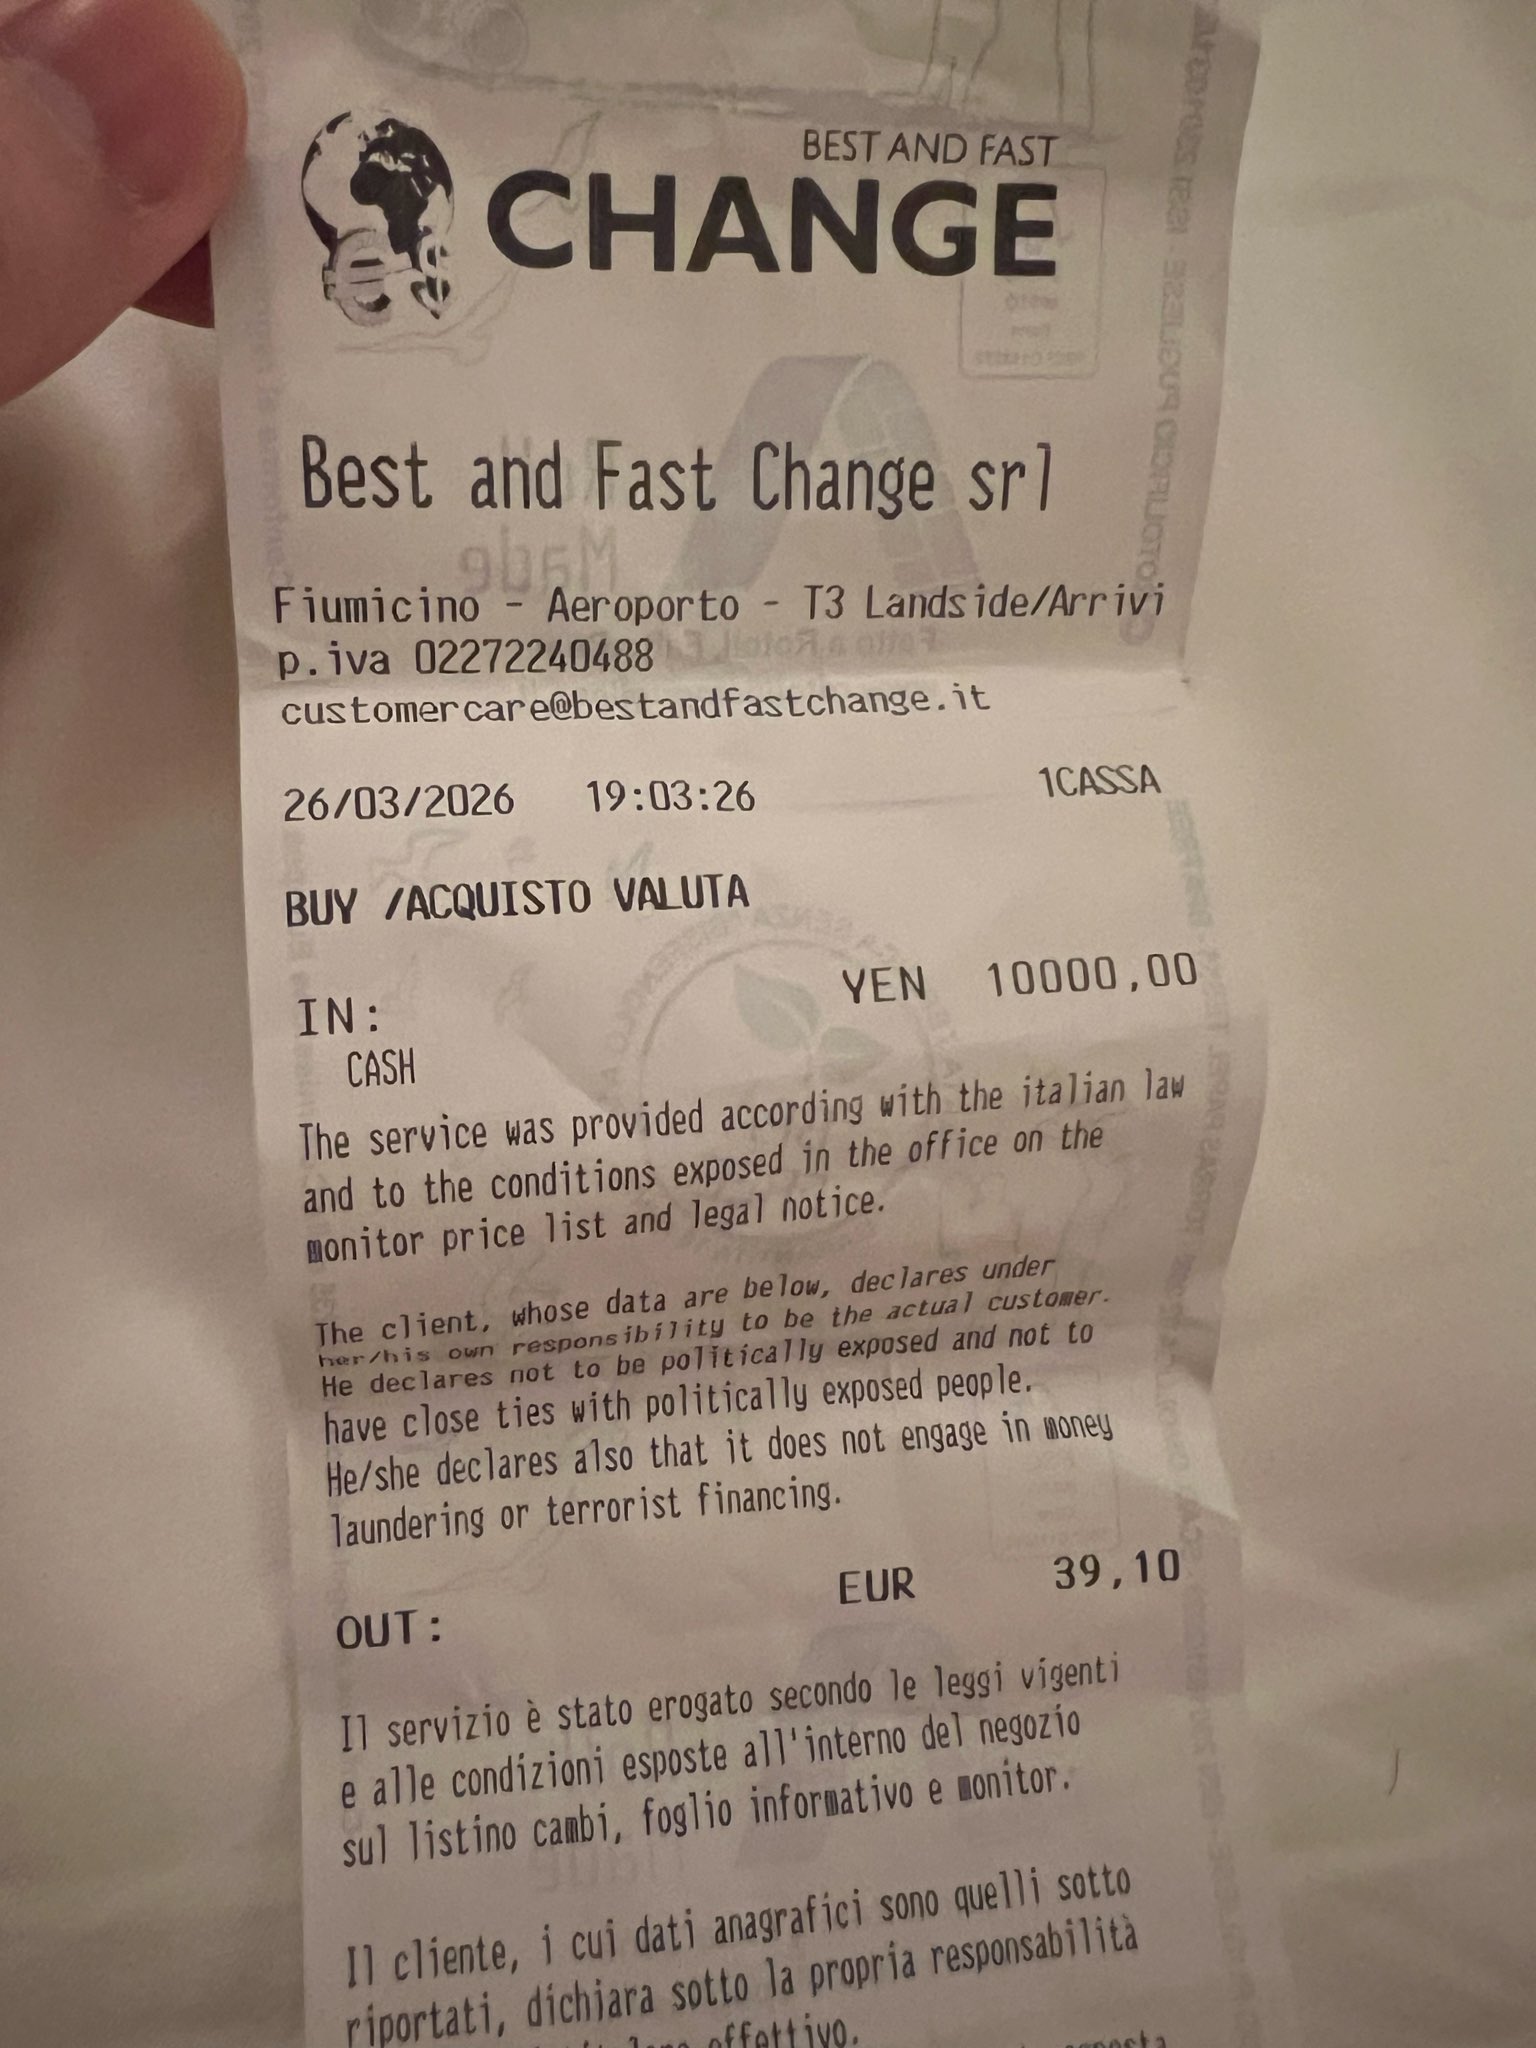 BEST AND FAST
CHANGE
Best and Fast Change srl
Fiumicino - Aeroporto - T3 Landside/Arrivi
p.iva 02272240488
customercare@bestandfastchange.it
26/03/2026 19:03:26 1CASSA
BUY /ACQUISTO VALUTA
IN: YEN 10000,00
CASH
The service was provided according with the italian law
and to the conditions exposed in the office on the
monitor price list and legal notice.
The client, whose data are below, declares under
her/his own responsibility to be the actual customer.
He declares not to be politically exposed and not to
have close ties with politically exposed people.
He/she declares also that it does not engage in money
laundering or terrorist financing.
OUT: EUR 39,10
Il servizio è stato erogato secondo le leggi vigenti
e alle condizioni esposte all'interno del negozio
sul listino cambi, foglio informativo e monitor.
Il cliente, i cui dati anagrafici sono quelli sotto
riportati, dichiara sotto la propria responsabilità
effettivo.